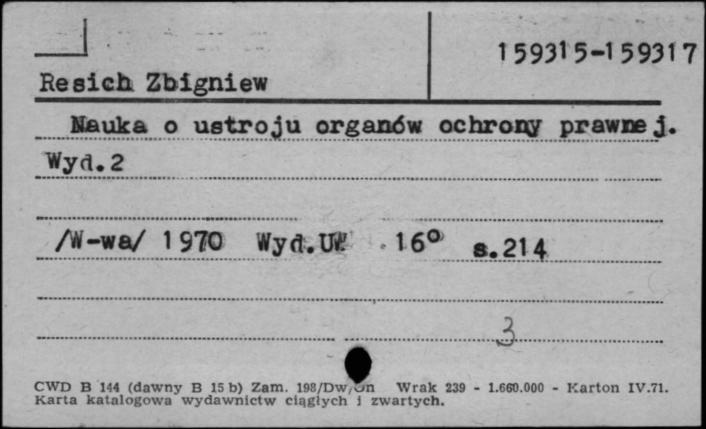 159315-159317
Resich Zbigniew
Nauka o ustroju organów ochrony prawnej.
Wyd.2
/W-wa/ 1970 Wyd.UW 16° s.214
3
CWD B 144 (dawny B 15 b) Zam. 198/Dw/On Wrak 239 - 1.660.000 - Karton IV.71.
Karta katalogowa wydawnictw ciągłych i zwartych.